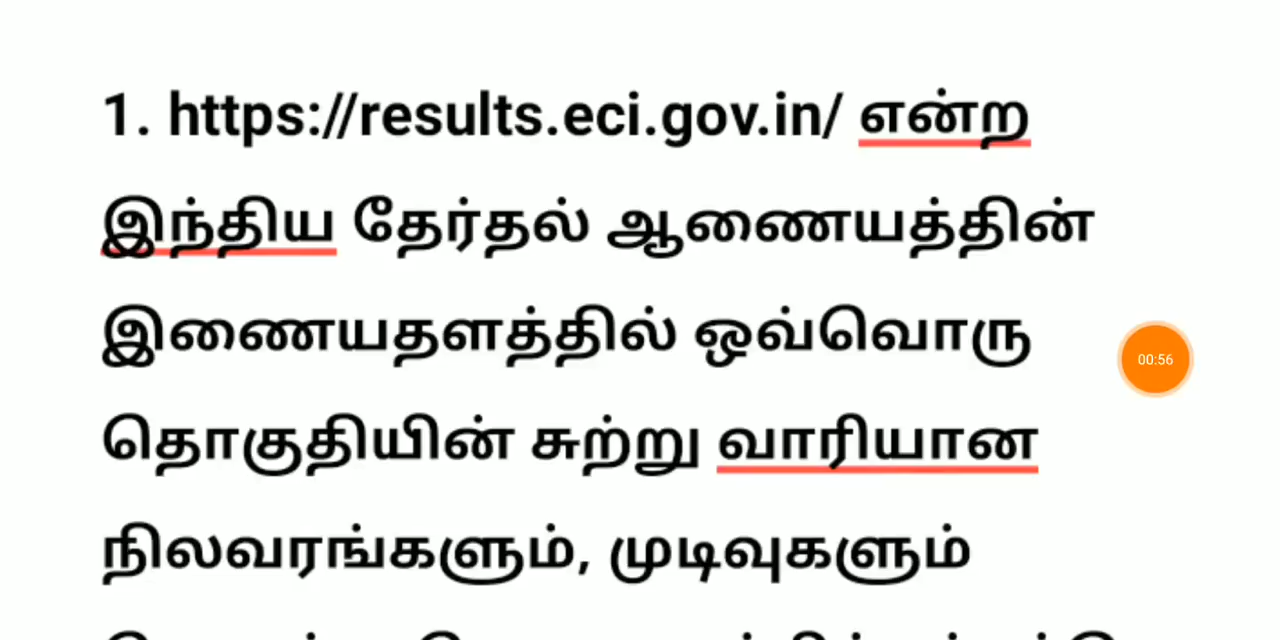 1. https://results.eci.gov.in/ என்ற
இந்திய தேர்தல் ஆணையத்தின்
இணையதளத்தில் ஒவ்வொரு
00:56
தொகுதியின் சுற்று வாரியான
நிலவரங்களும், முடிவுகளும்